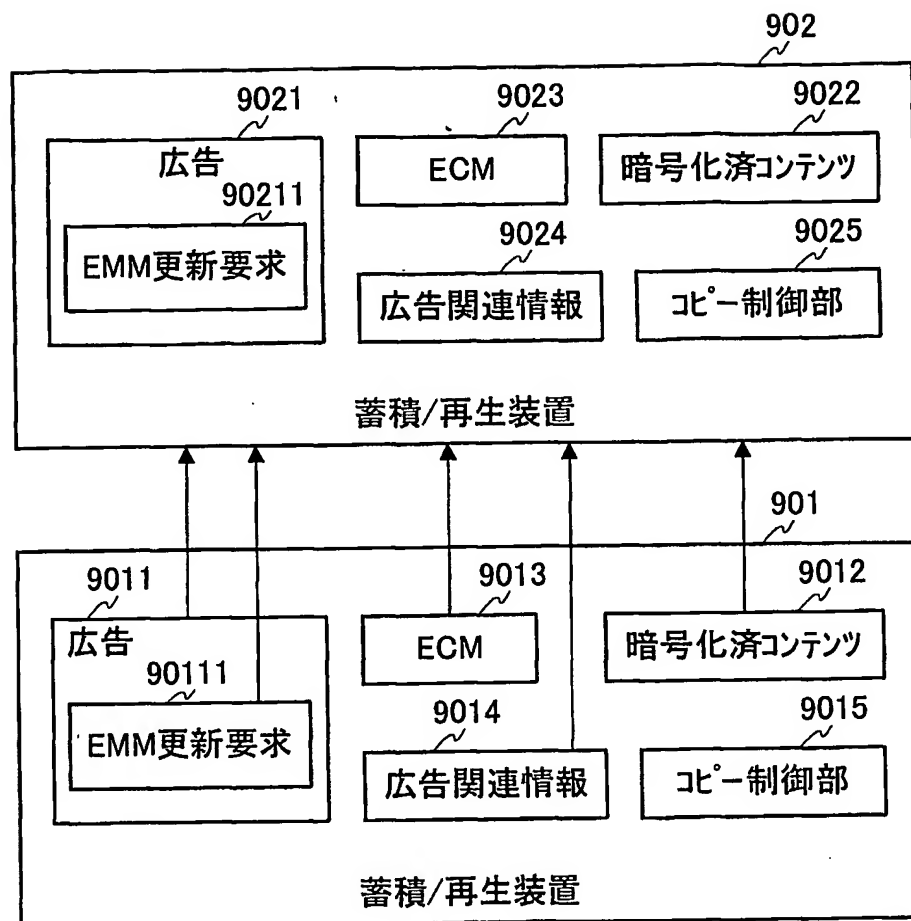 902
9021
9023
9022
広告
ECM
暗号化済コンテンツ
90211
9024
9025
EMM更新要求
広告関連情報
コピー制御部
蓄積/再生装置
901
9011
9013
9012
広告
ECM
暗号化済コンテンツ
90111
9014
9015
EMM更新要求
広告関連情報
コピー制御部
蓄積/再生装置